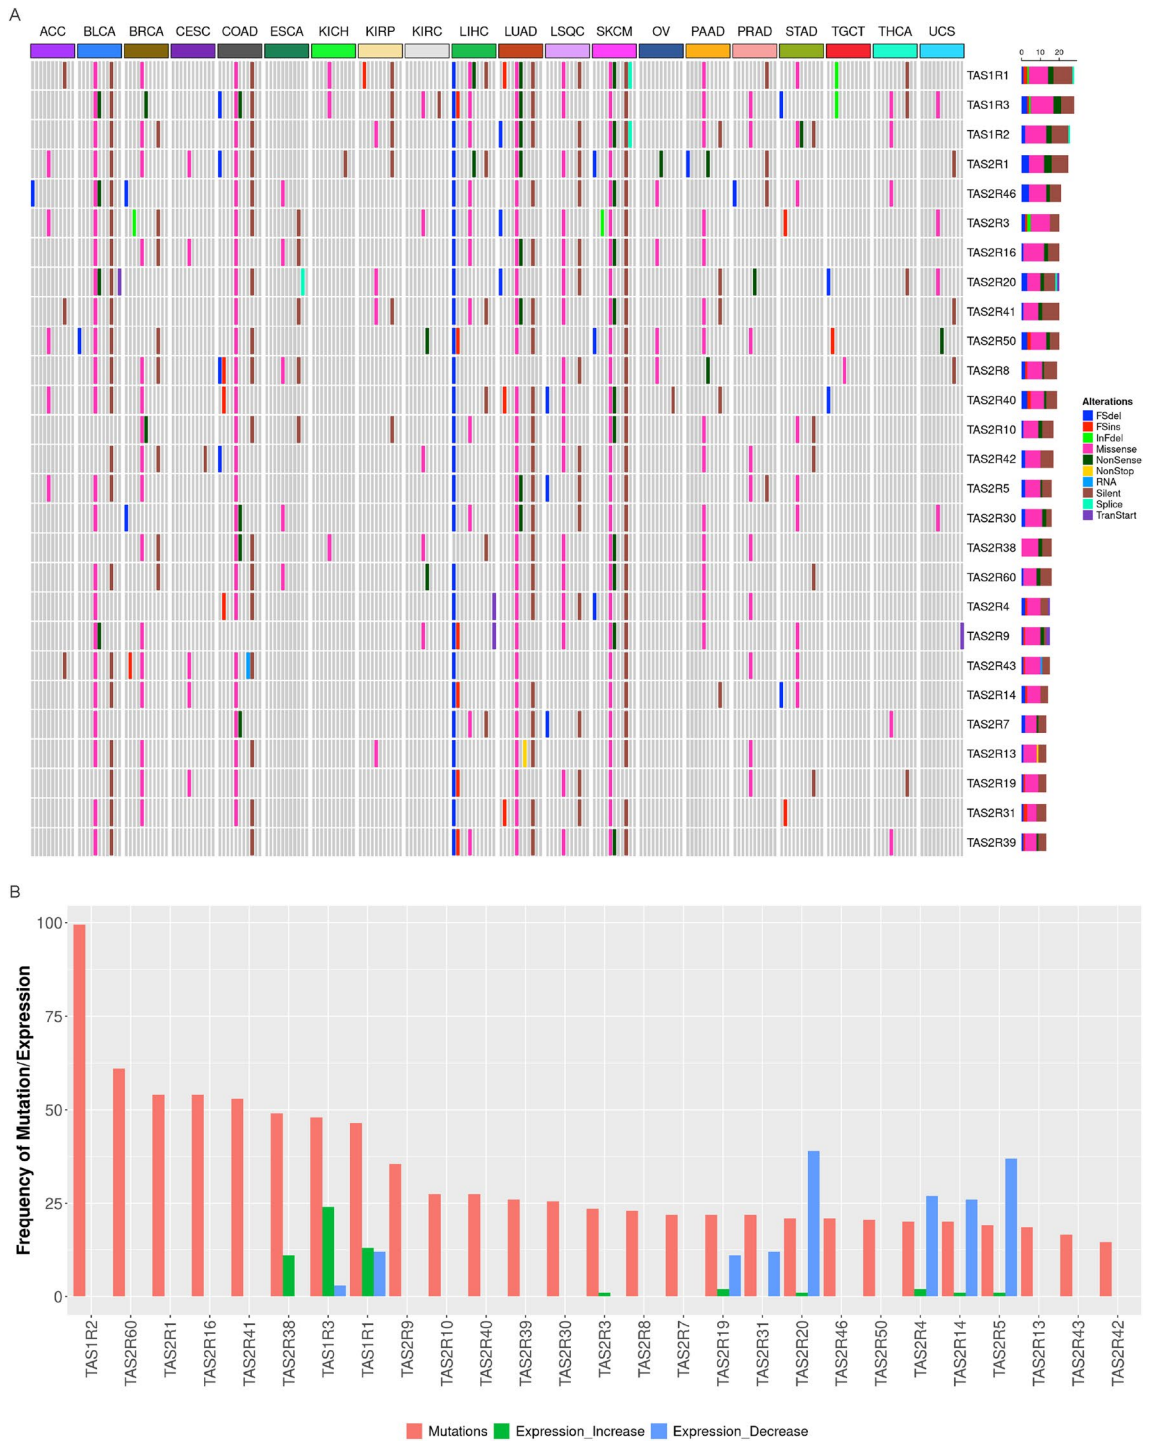 A
ACC BLCA BRCA CESC COAD ESCA KICH KIRP KIRC LIHC LUAD LSQC SKCM OV PAAD PRAD STAD TGCT THCA UCS
0 10 20
TAS1R1
TAS1R3
TAS1R2
TAS2R1
TAS2R46
TAS2R3
TAS2R16
TAS2R20
TAS2R41
TAS2R50
TAS2R8
TAS2R40
TAS2R10
TAS2R42
TAS2R5
TAS2R30
TAS2R38
TAS2R60
TAS2R4
TAS2R9
TAS2R43
TAS2R14
TAS2R7
TAS2R13
TAS2R19
TAS2R31
TAS2R39
Alterations
FSdel
FSins
InFdel
Missense
NonSense
NonStop
RNA
Silent
Splice
TranStart
B
Frequency of Mutation/Expression
100
75
50
25
0
TAS1R2
TAS2R60
TAS2R1
TAS2R16
TAS2R41
TAS2R38
TAS1R3
TAS1R1
TAS2R9
TAS2R10
TAS2R40
TAS2R39
TAS2R30
TAS2R3
TAS2R8
TAS2R7
TAS2R19
TAS2R31
TAS2R20
TAS2R46
TAS2R50
TAS2R4
TAS2R14
TAS2R5
TAS2R13
TAS2R43
TAS2R42
Mutations Expression_Increase Expression_Decrease